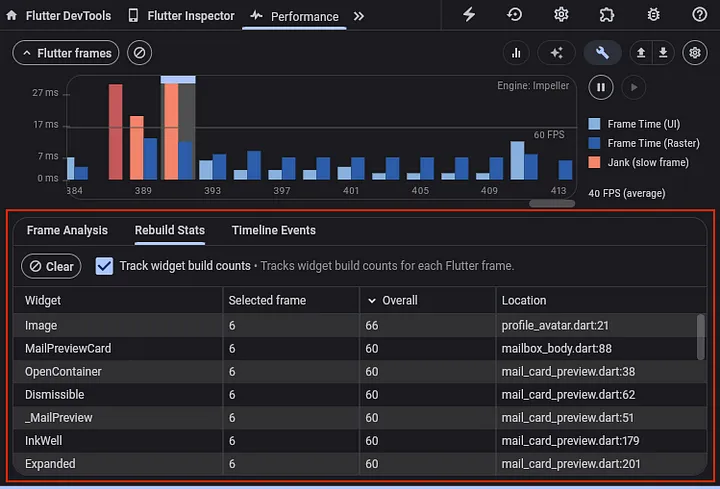 Flutter DevTools Flutter Inspector Performance
Flutter frames
27 ms
17 ms
7 ms
0 ms
Engine: Impeller
60 FPS
384 389 393 397 401 405 409 413
Frame Time (UI)
Frame Time (Raster)
Jank (slow frame)
40 FPS (average)
Frame Analysis Rebuild Stats Timeline Events
Clear Track widget build counts • Tracks widget build counts for each Flutter frame.
Widget Selected frame Overall Location
Image 6 66 profile_avatar.dart:21
MailPreviewCard 6 60 mailbox_body.dart:88
OpenContainer 6 60 mail_card_preview.dart:38
Dismissible 6 60 mail_card_preview.dart:62
_MailPreview 6 60 mail_card_preview.dart:51
InkWell 6 60 mail_card_preview.dart:179
Expanded 6 60 mail_card_preview.dart:201